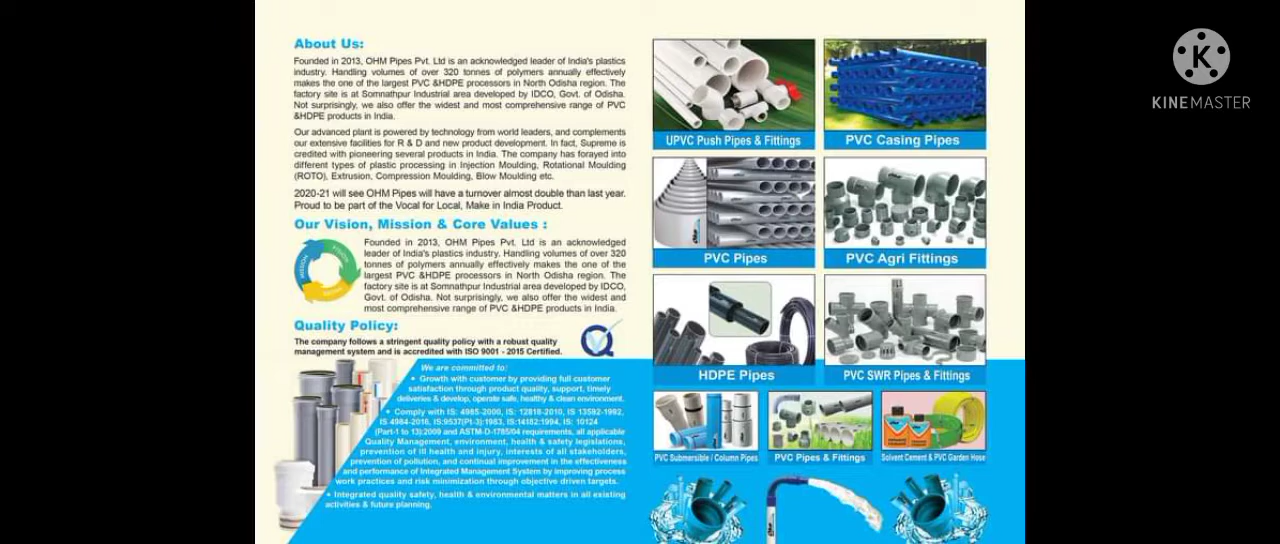 About Us:
Founded in 2013, OHM Pipes Pvt. Ltd is an acknowledged leader of India's plastics
industry. Handling volumes of over 320 tonnes of polymers annually effectively
makes the one of the largest PVC &HDPE processors in North Odisha region. The
factory site is at Somnathpur Industrial area developed by IDCO, Govt. of Odisha.
Not surprisingly, we also offer the widest and most comprehensive range of PVC
&HDPE products in India.
Our advanced plant is powered by technology from world leaders, and complements
our extensive facilities for R & D and new product development. In fact, Supreme is
credited with pioneering several products in India. The company has forayed into
different types of plastic processing in Injection Moulding, Rotational Moulding
(ROTO), Extrusion, Compression Moulding, Blow Moulding etc.
2020-21 will see OHM Pipes will have a turnover almost double than last year.
Proud to be part of the Vocal for Local, Make in India Product.
Our Vision, Mission & Core Values :
Founded in 2013, OHM Pipes Pvt. Ltd is an acknowledged
leader of India's plastics industry. Handling volumes of over 320
tonnes of polymers annually effectively makes the one of the
largest PVC &HDPE processors in North Odisha region. The
factory site is at Somnathpur Industrial area developed by IDCO,
Govt. of Odisha. Not surprisingly, we also offer the widest and
most comprehensive range of PVC &HDPE products in India.
Quality Policy:
The company follows a stringent quality policy with a robust quality
management system and is accredited with ISO 9001 - 2015 Certified.
We are committed to:
• Growth with customer by providing full customer
satisfaction through product quality, support, timely
deliveries & develop, operate safe, healthy & clean environment.
• Comply with IS: 4985-2000, IS: 12818-2010, IS 13592-1992,
IS 4984-2016, IS:9537(Pt-3):1983, IS:14182:1994, IS: 10124
(Part-1 to 13):2009 and ASTM-D-1785/04 requirements, all applicable
Quality Management, environment, health & safety legislations,
prevention of ill health and injury, interests of all stakeholders,
prevention of pollution, and continual improvement in the effectiveness
and performance of Integrated Management System by improving process
work practices and risk minimization through objective driven targets.
• Integrated quality safety, health & environmental matters in all existing
activities & future planning.
UPVC Push Pipes & Fittings
PVC Casing Pipes
PVC Pipes
PVC Agri Fittings
HDPE Pipes
PVC SWR Pipes & Fittings
PVC Submersible / Column Pipes
PVC Pipes & Fittings
Solvent Cement & PVC Garden Hose
K
KINEMASTER